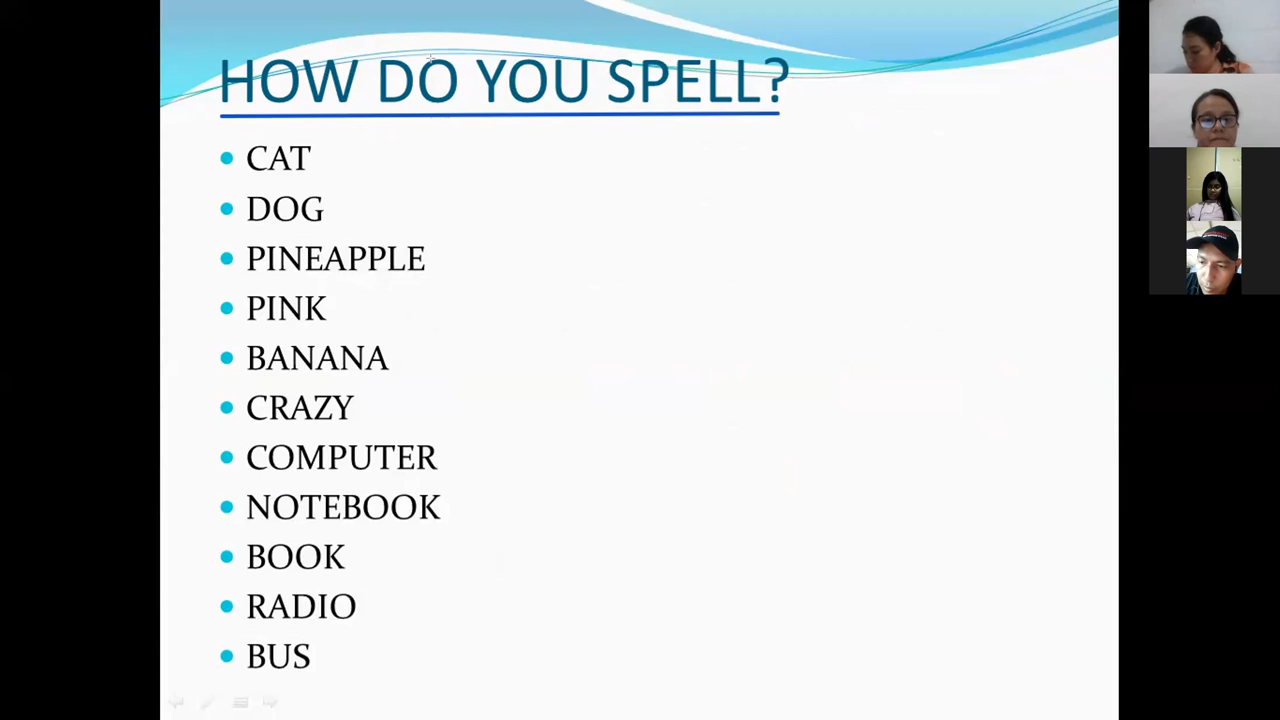 HOW DO YOU SPELL?
CAT
DOG
PINEAPPLE
PINK
BANANA
CRAZY
COMPUTER
NOTEBOOK
BOOK
RADIO
BUS